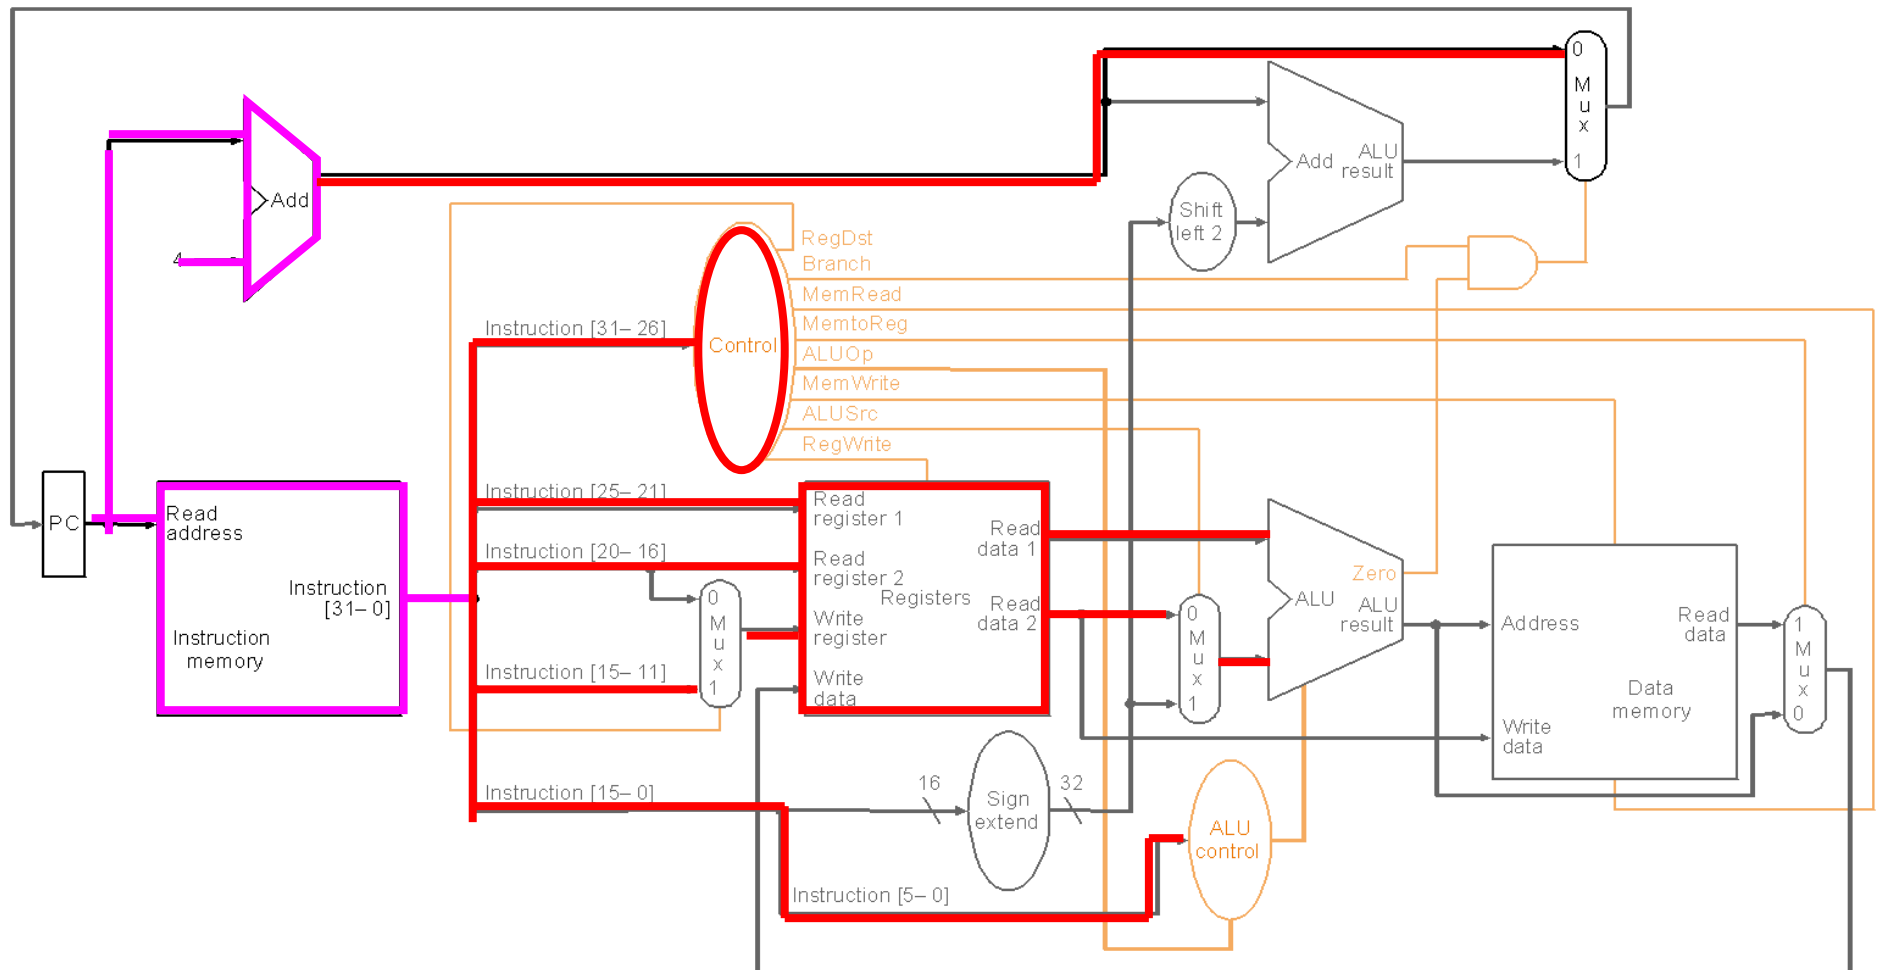 0
M
u
x
1
Add
ALU
result
Add
4
Shift
left 2
RegDst
Branch
MemRead
MemtoReg
ALUOp
MemWrite
ALUSrc
RegWrite
Control
Instruction [31– 26]
Instruction [25– 21]
Instruction [20– 16]
Instruction [15– 11]
Instruction [15– 0]
Instruction [5– 0]
PC
Read
address
Instruction
[31– 0]
Instruction
memory
0
M
u
x
1
Read
register 1
Read
register 2
Write
register
Write
data
Registers
Read
data 1
Read
data 2
0
M
u
x
1
Zero
ALU
ALU
result
Address
Write
data
Read
data
Data
memory
1
M
u
x
0
16
Sign
extend
32
ALU
control